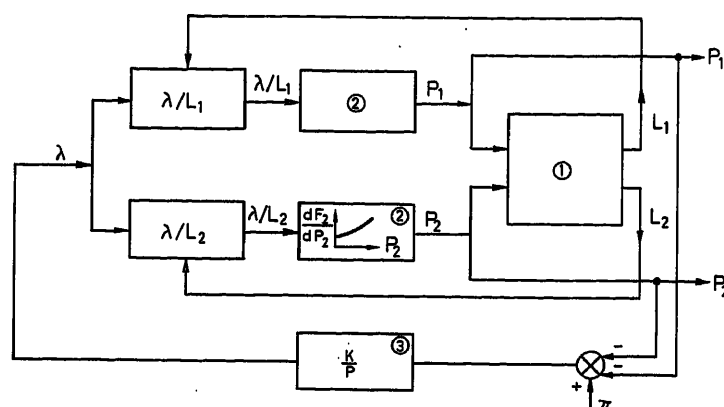 P₁
λ/L₁
λ/L₁
②
P₁
L₁
①
λ
λ/L₂
λ/L₂
dF₂
dP₂
②
P₂
P₂
L₂
P₂
K
P
③
−
−
+
π